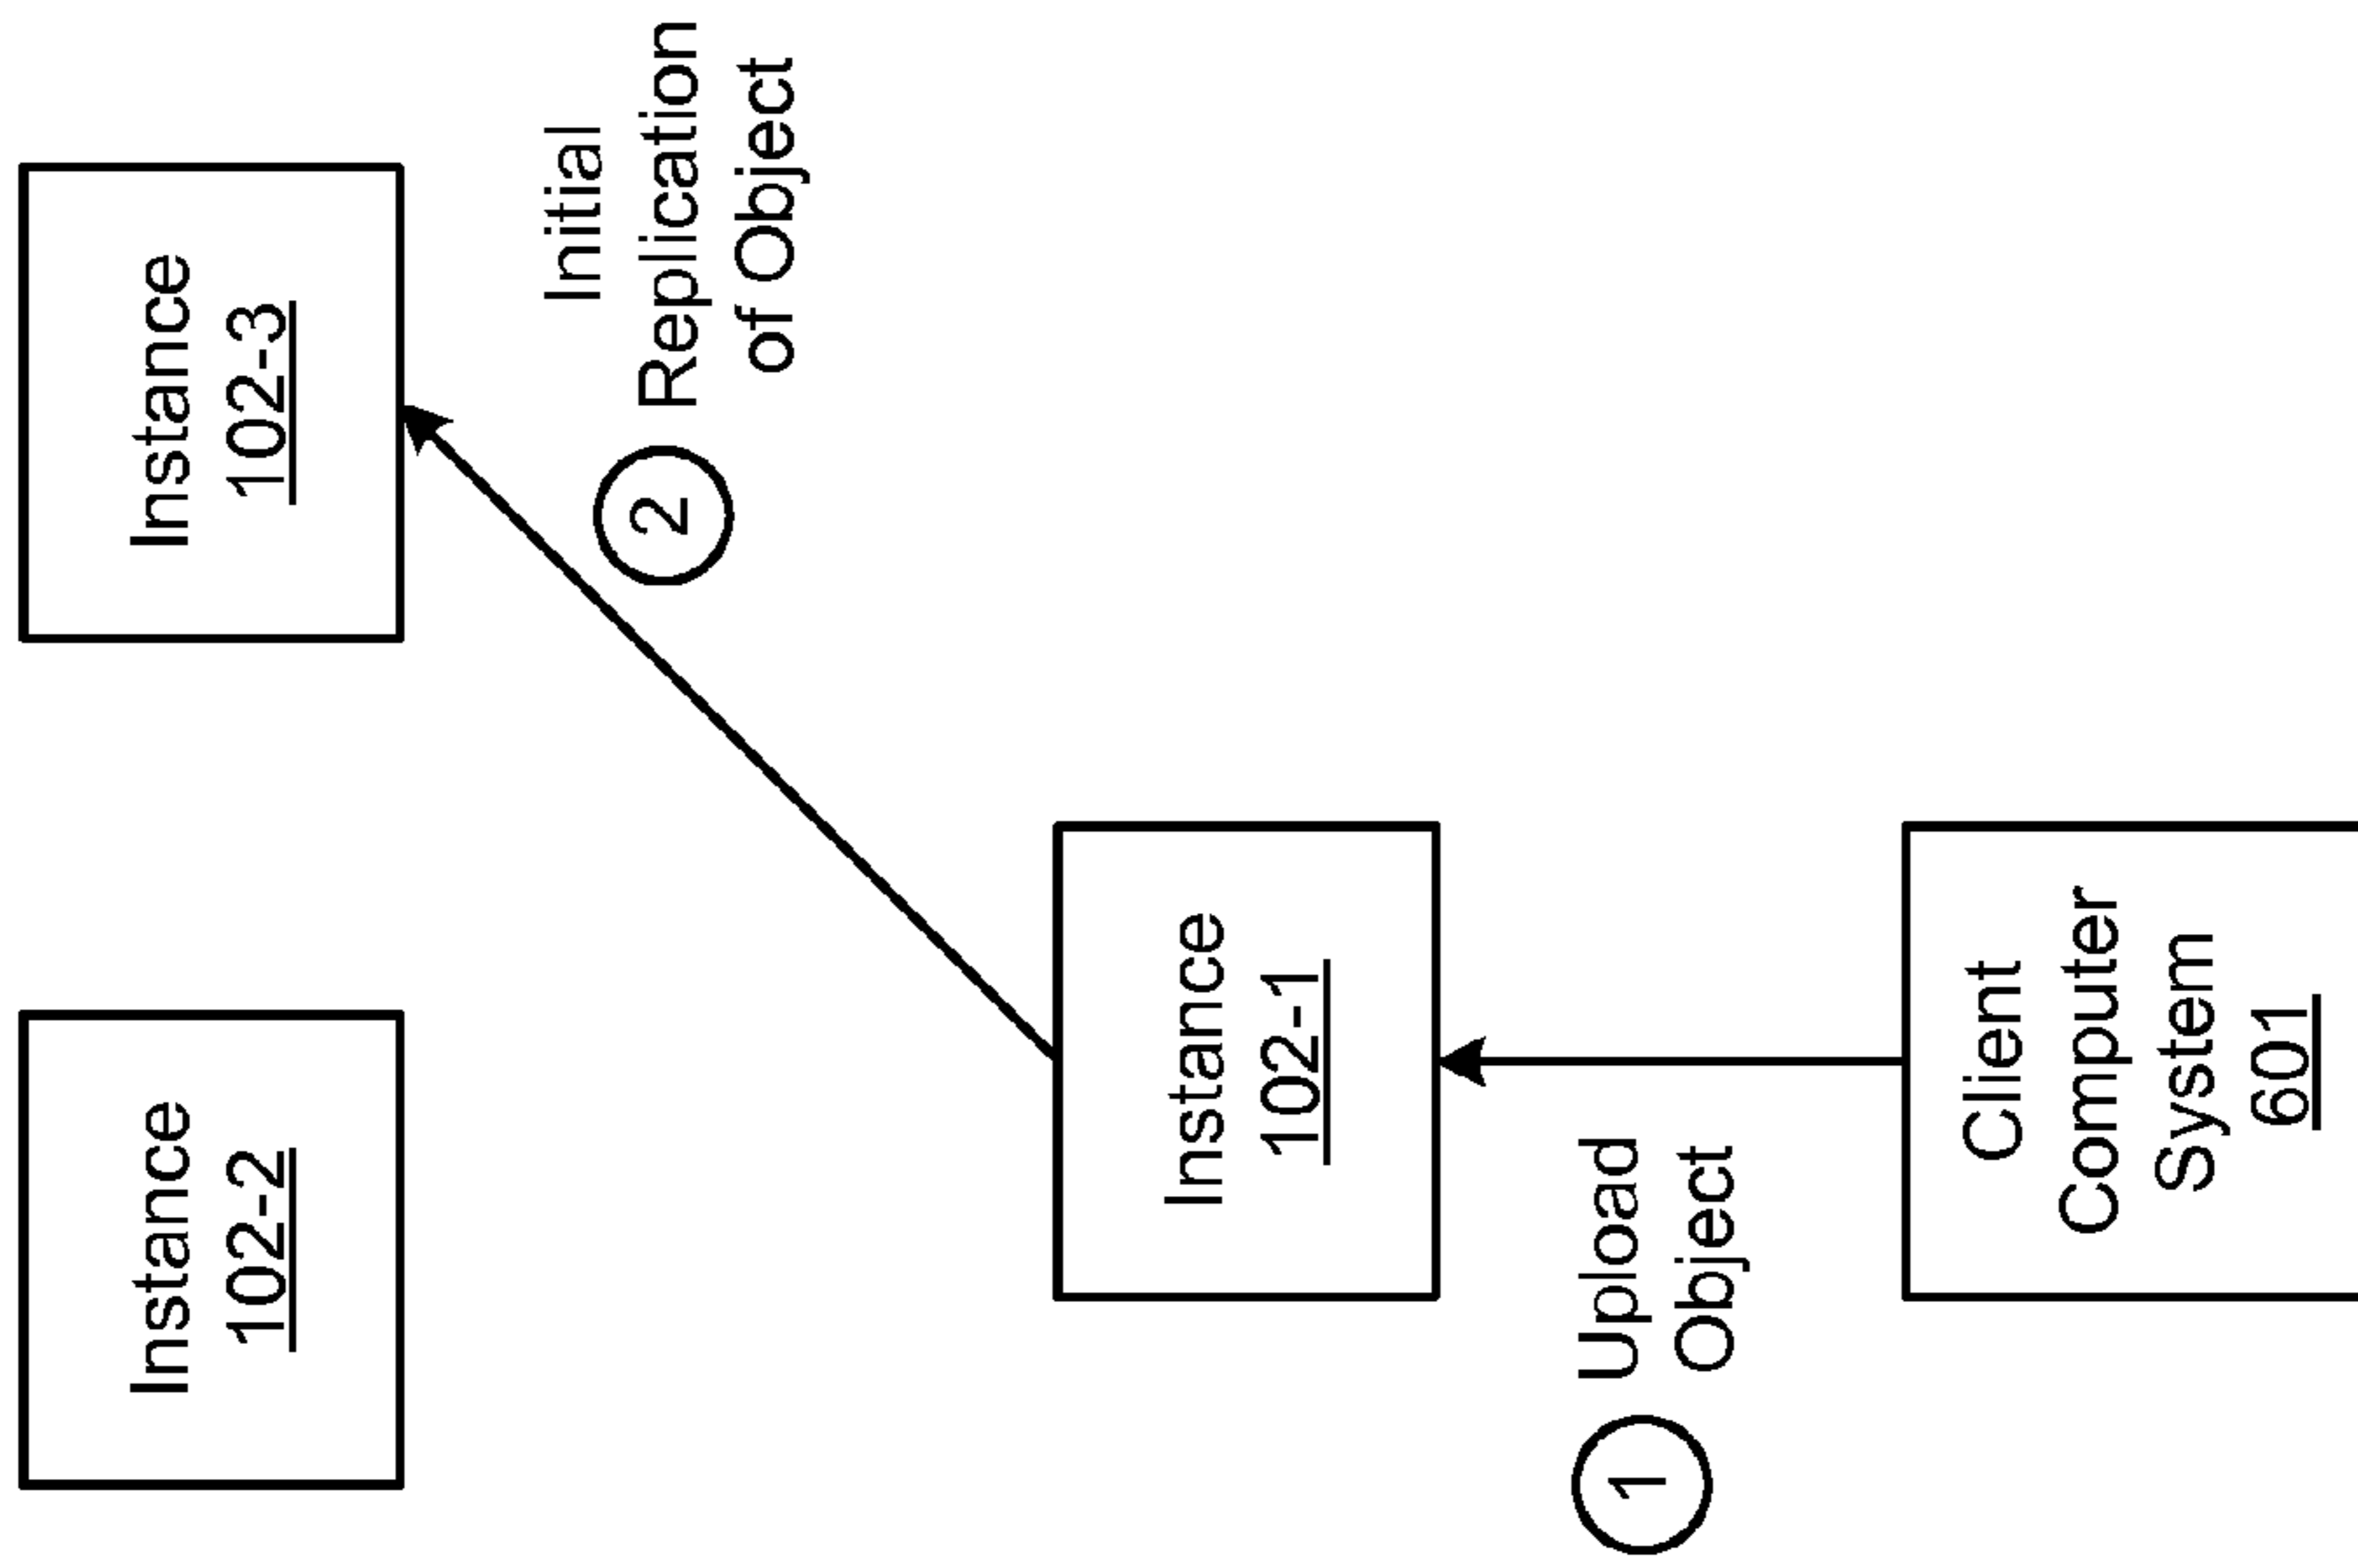 Instance
102-2
Instance
102-3
2
Initial
Replication
of Object
Instance
102-1
1
Upload
Object
Client
Computer
System
601